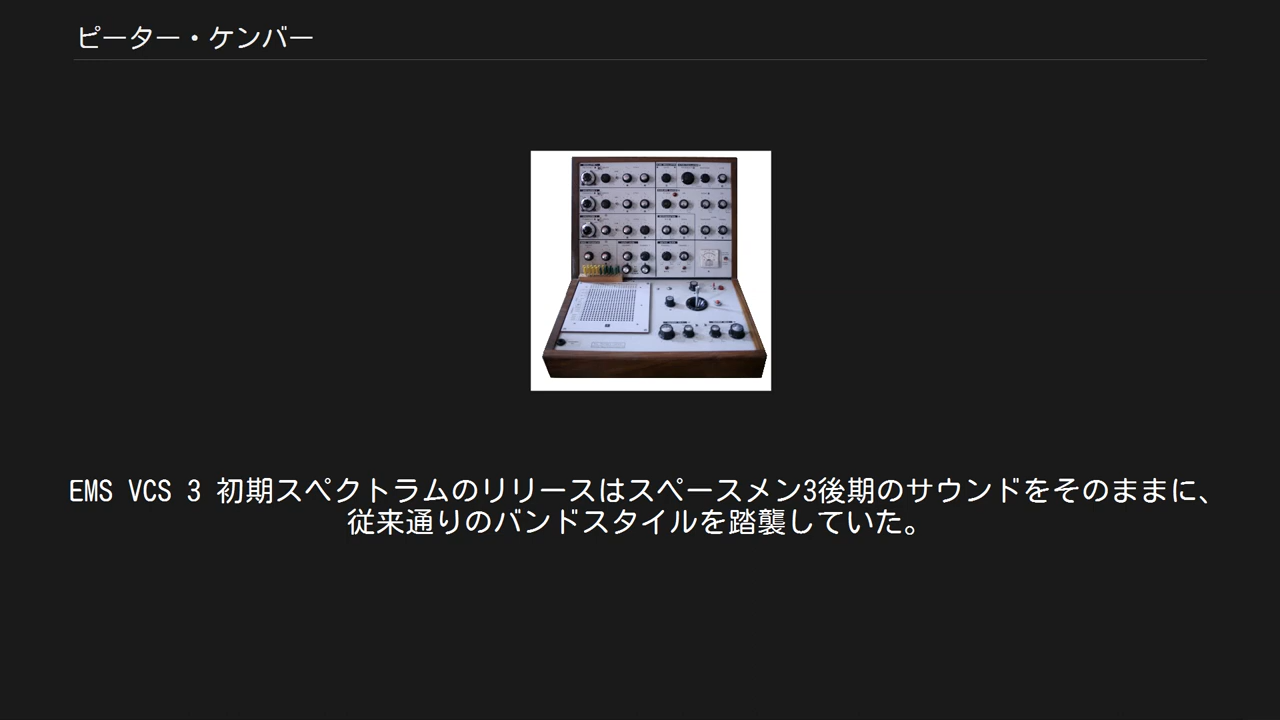 ピーター・ケンバー
EMS VCS 3 初期スペクトラムのリリースはスペースメン3後期のサウンドをそのままに、
従来通りのバンドスタイルを踏襲していた。